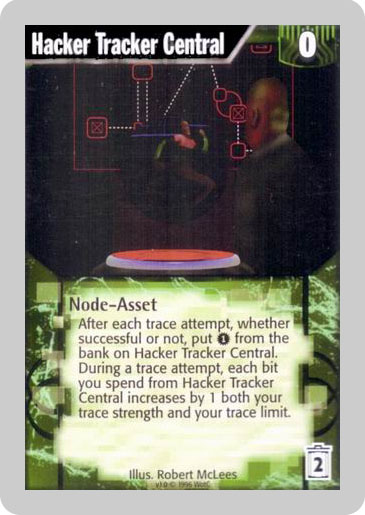 Hacker Tracker Central
0
Node-Asset
After each trace attempt, whether
successful or not, put 1 from the
bank on Hacker Tracker Central.
During a trace attempt, each bit
you spend from Hacker Tracker
Central increases by 1 both your
trace strength and your trace limit.
2
Illus. Robert McLees
v1.0 © 1996 WotC